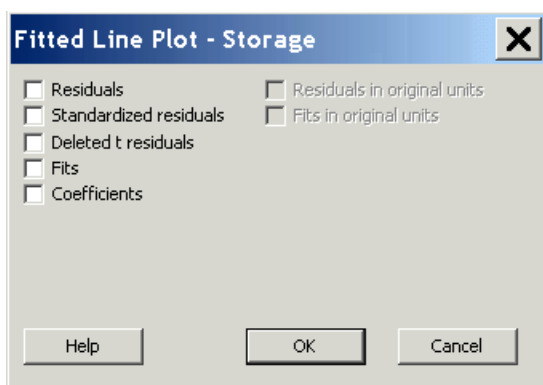 Fitted Line Plot - Storage
Residuals
Standardized residuals
Deleted t residuals
Fits
Coefficients
Residuals in original units
Fits in original units
Help
OK
Cancel